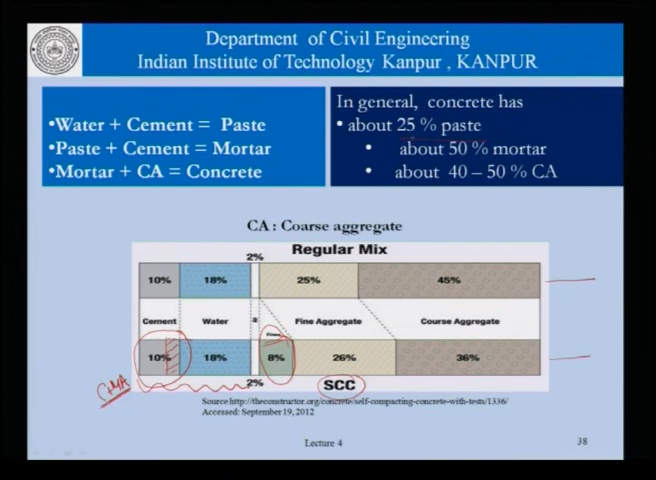 Department of Civil Engineering
Indian Institute of Technology Kanpur , KANPUR
•Water + Cement = Paste
•Paste + Cement = Mortar
•Mortar + CA = Concrete
In general, concrete has
• about 25 % paste
• about 50 % mortar
• about 40 – 50 % CA
CA : Coarse aggregate
Regular Mix
2%
10% 18% 25% 45%
Cement Water Fine Aggregate Course Aggregate
10% 18% 8% 26% 36%
2%
SCC
Source http://theconstructor.org/concrete/self-compacting-concrete-with-tests/1336/
Accessed: September 19, 2012
Lecture 4
38